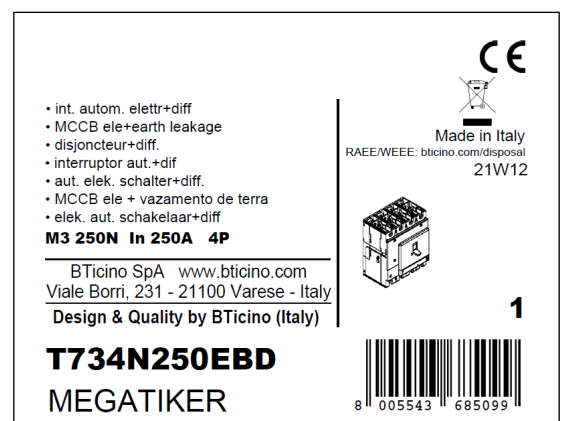 CE
• int. autom. elettr+diff
• MCCB ele+earth leakage
• disjoncteur+diff.
• interruptor aut.+dif
• aut. elek. schalter+diff.
• MCCB ele + vazamento de terra
• elek. aut. schakelaar+diff
M3 250N In 250A 4P
BTicino SpA www.bticino.com
Viale Borri, 231 - 21100 Varese - Italy
Design & Quality by BTicino (Italy)
Made in Italy
RAEE/WEEE: bticino.com/disposal
21W12
1
T734N250EBD
MEGATIKER
8 005543 685099